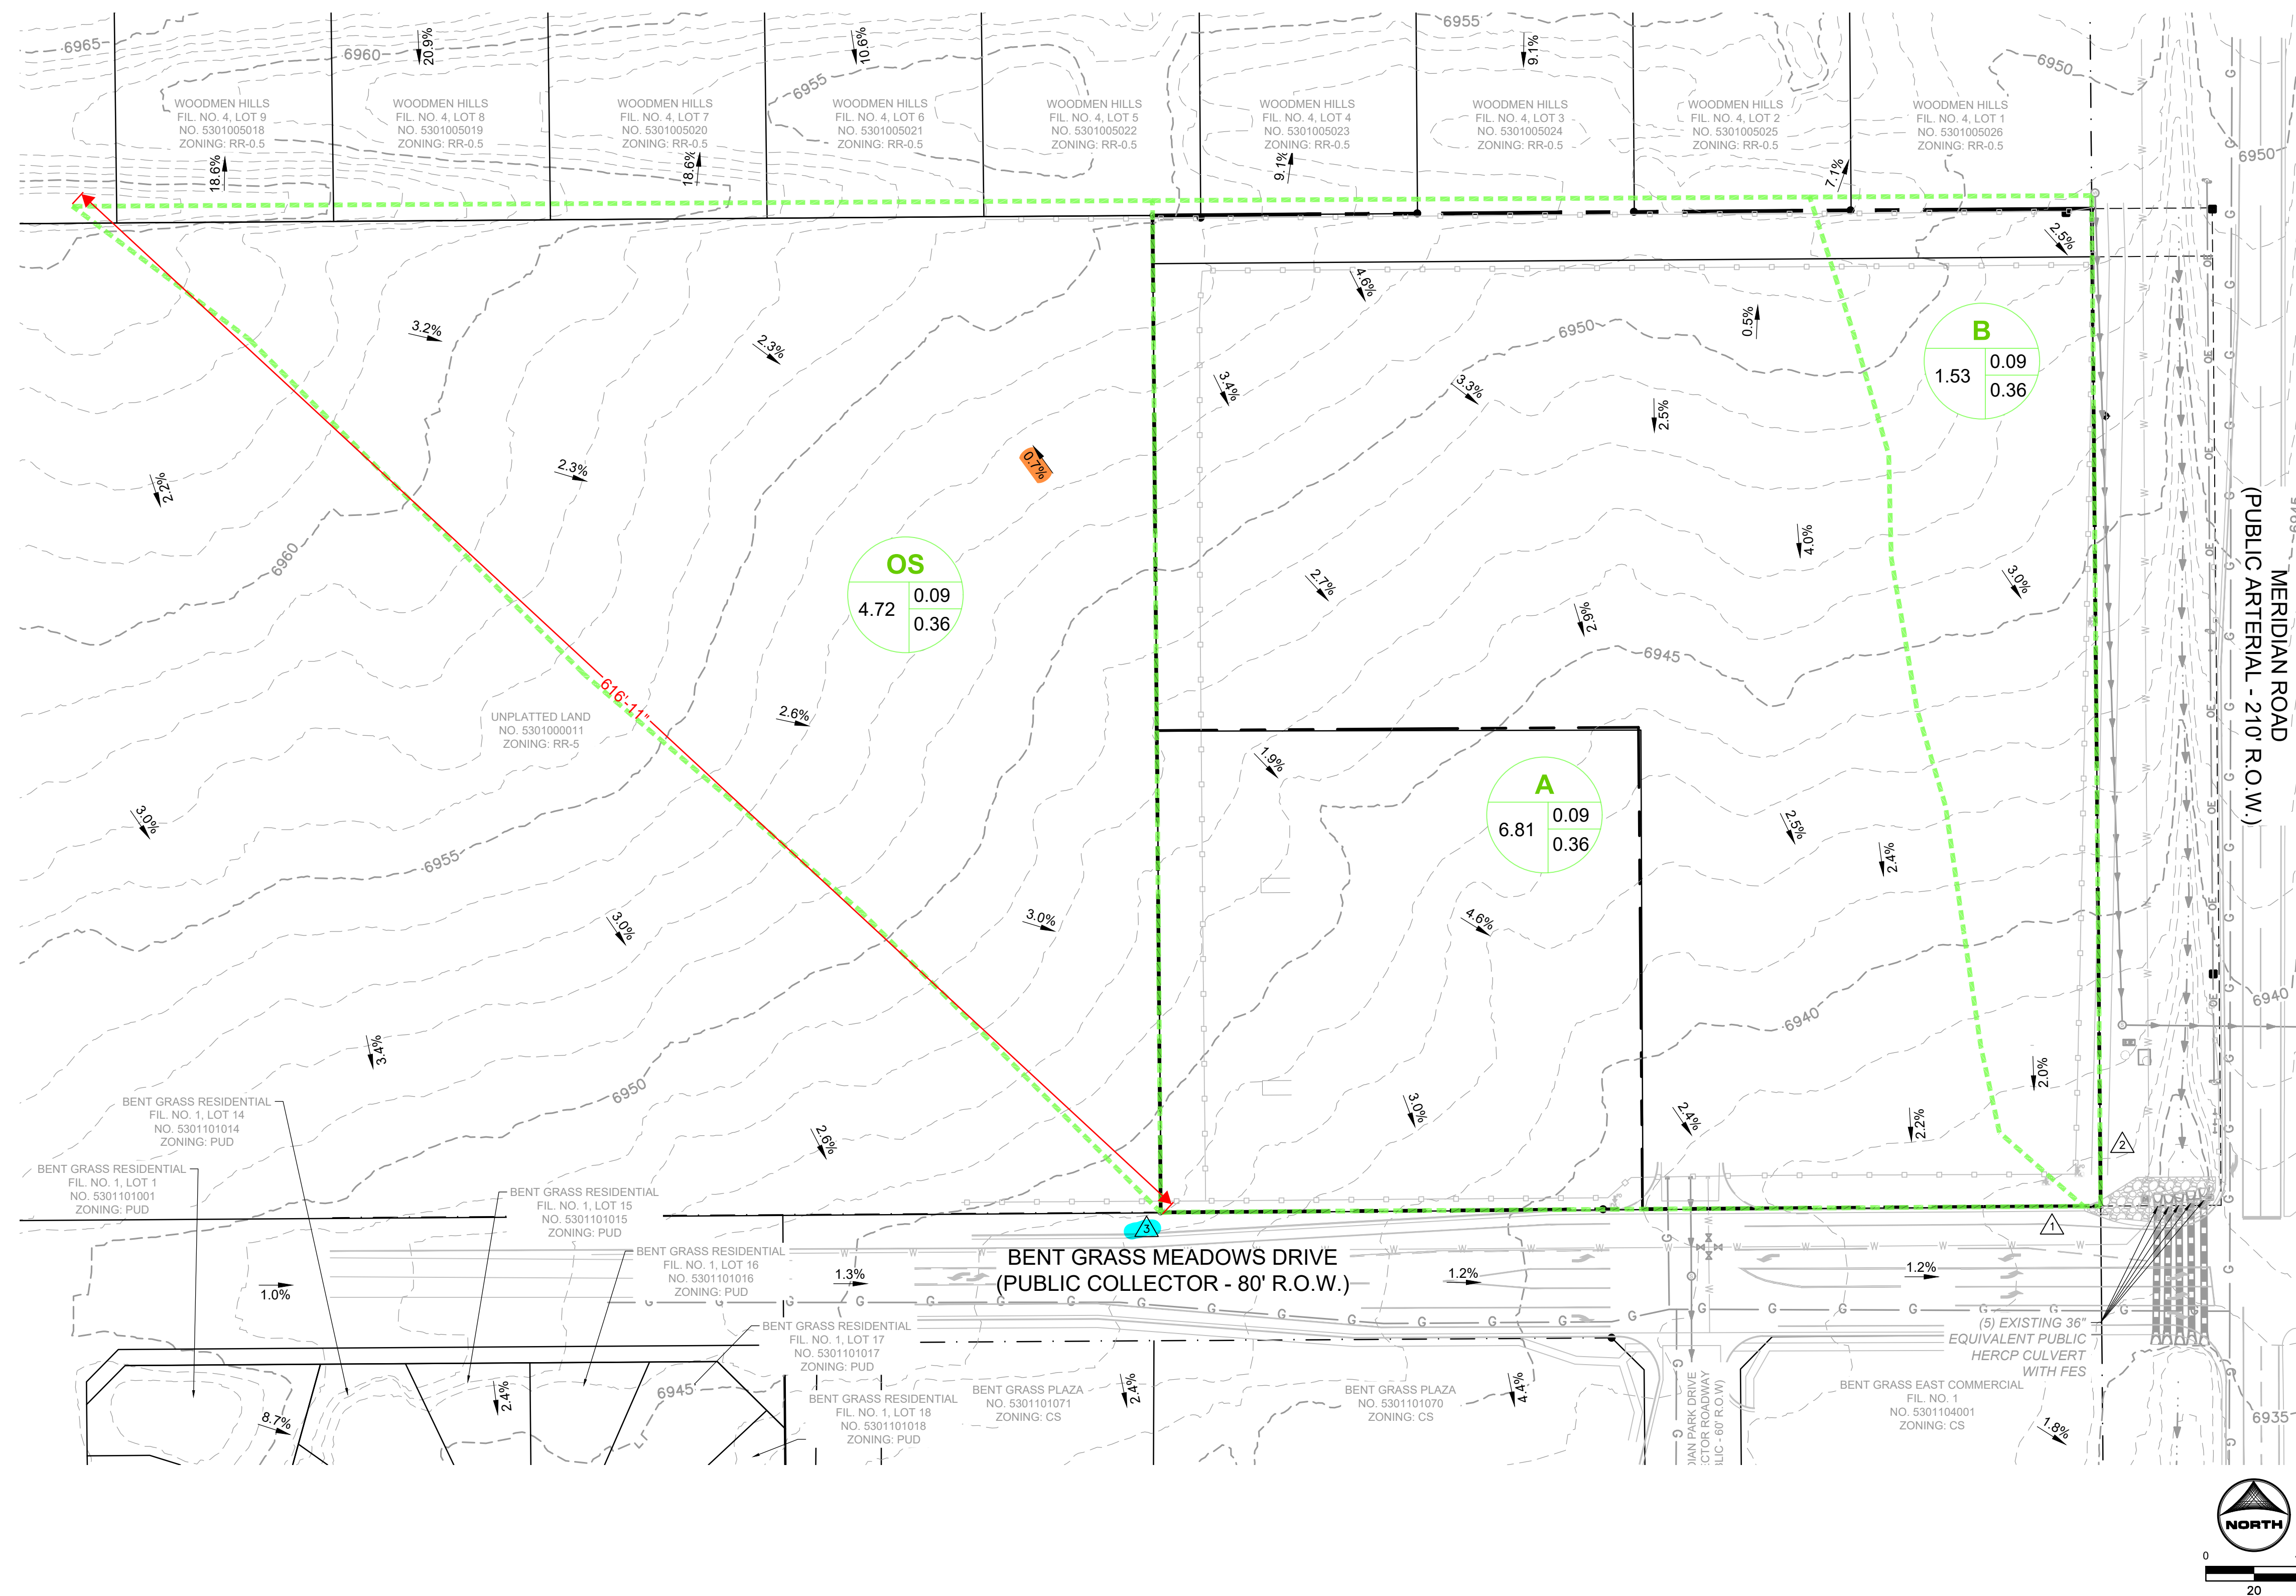 6965
6960
20.9%
10.6%
6955
6955
9.1%
6950
WOODMEN HILLS
FIL. NO. 4, LOT 9
NO. 5301005018
ZONING: RR-0.5
WOODMEN HILLS
FIL. NO. 4, LOT 8
NO. 5301005019
ZONING: RR-0.5
WOODMEN HILLS
FIL. NO. 4, LOT 7
NO. 5301005020
ZONING: RR-0.5
WOODMEN HILLS
FIL. NO. 4, LOT 6
NO. 5301005021
ZONING: RR-0.5
WOODMEN HILLS
FIL. NO. 4, LOT 5
NO. 5301005022
ZONING: RR-0.5
WOODMEN HILLS
FIL. NO. 4, LOT 4
NO. 5301005023
ZONING: RR-0.5
WOODMEN HILLS
FIL. NO. 4, LOT 3
NO. 5301005024
ZONING: RR-0.5
WOODMEN HILLS
FIL. NO. 4, LOT 2
NO. 5301005025
ZONING: RR-0.5
WOODMEN HILLS
FIL. NO. 4, LOT 1
NO. 5301005026
ZONING: RR-0.5
6950
18.6%
18.6%
9.1%
7.1%
2.5%
4.6%
3.2%
2.3%
6950
0.5%
B
1.53
0.09
0.36
3.4%
3.3%
2.5%
2.2%
2.3%
0.7%
6960
OS
4.72
0.09
0.36
2.7%
2.9%
4.0%
3.0%
MERIDIAN ROAD
(PUBLIC ARTERIAL - 210' R.O.W.)
6945
6945
616'-11"
UNPLATTED LAND
NO. 5301000011
ZONING: RR-5
2.6%
1.9%
A
6.81
0.09
0.36
3.0%
6955
2.5%
2.4%
3.0%
3.0%
4.6%
6940
6940
3.4%
6950
2.0%
3.0%
2.4%
2.2%
2.6%
2
BENT GRASS RESIDENTIAL
FIL. NO. 1, LOT 14
NO. 5301101014
ZONING: PUD
BENT GRASS RESIDENTIAL
FIL. NO. 1, LOT 1
NO. 5301101001
ZONING: PUD
BENT GRASS RESIDENTIAL
FIL. NO. 1, LOT 15
NO. 5301101015
ZONING: PUD
BENT GRASS RESIDENTIAL
FIL. NO. 1, LOT 16
NO. 5301101016
ZONING: PUD
3
1
BENT GRASS MEADOWS DRIVE
(PUBLIC COLLECTOR - 80' R.O.W.)
1.0%
1.3%
1.2%
1.2%
BENT GRASS RESIDENTIAL
FIL. NO. 1, LOT 17
NO. 5301101017
ZONING: PUD
BENT GRASS RESIDENTIAL
FIL. NO. 1, LOT 18
NO. 5301101018
ZONING: PUD
(5) EXISTING 36"
EQUIVALENT PUBLIC
HERCP CULVERT
WITH FES
8.7%
2.4%
6945
BENT GRASS PLAZA
NO. 5301101071
ZONING: CS
2.4%
BENT GRASS PLAZA
NO. 5301101070
ZONING: CS
4.4%
DIAN PARK DRIVE
ECTOR ROADWAY
BLIC - 60' R.O.W)
BENT GRASS EAST COMMERCIAL
FIL. NO. 1
NO. 5301104001
ZONING: CS
1.8%
6935
NORTH
0
20